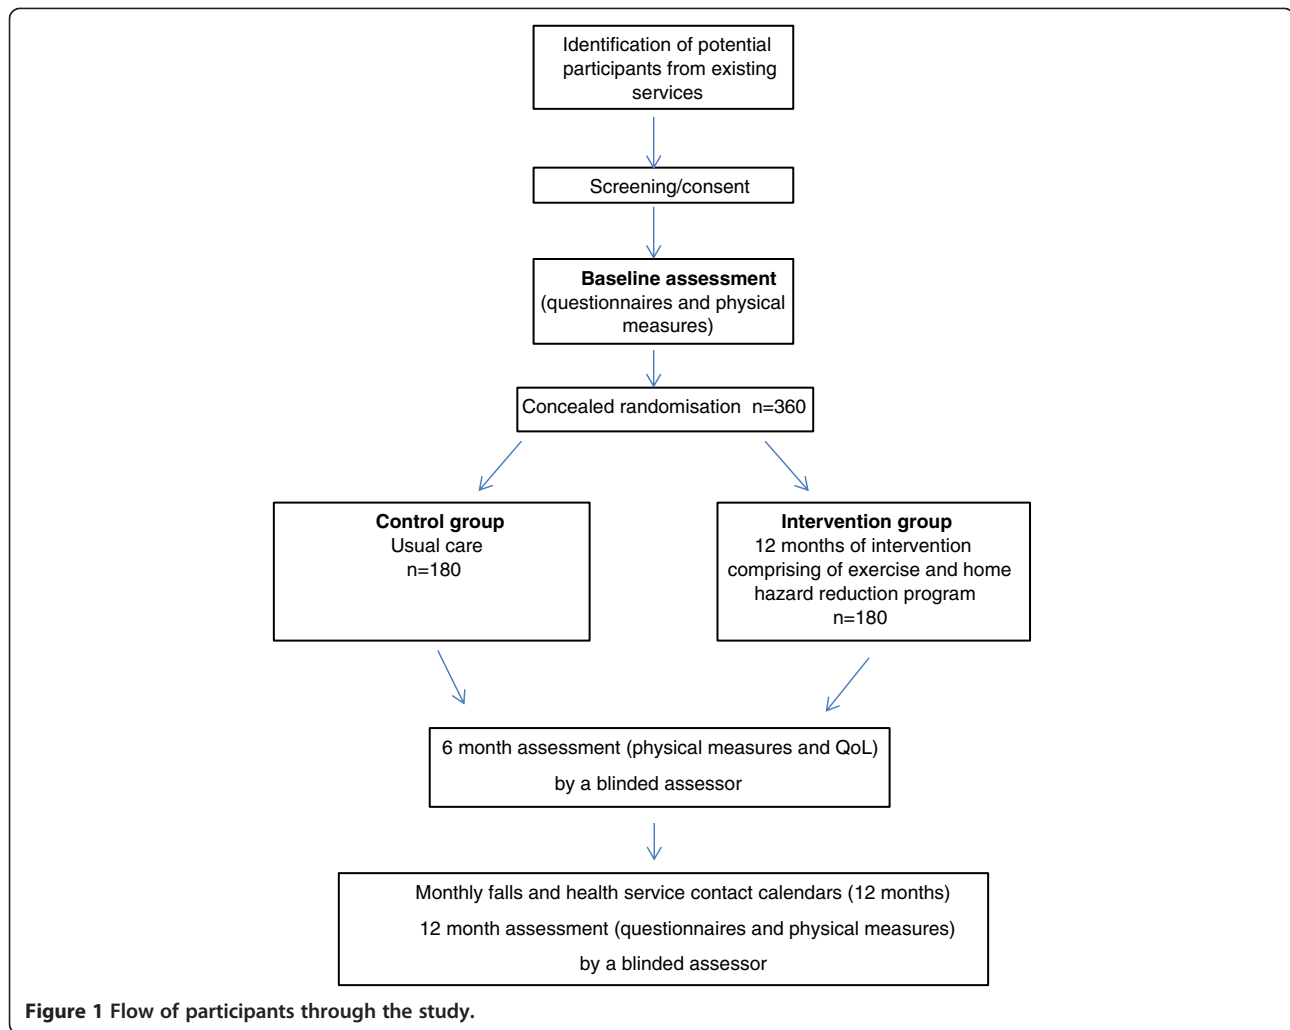 Identification of potential
participants from existing
services
Screening/consent
Baseline assessment
(questionnaires and physical
measures)
Concealed randomisation n=360
Control group
Usual care
n=180
Intervention group
12 months of intervention
comprising of exercise and home
hazard reduction program
n=180
6 month assessment (physical measures and QoL)
by a blinded assessor
Monthly falls and health service contact calendars (12 months)
12 month assessment (questionnaires and physical measures)
by a blinded assessor
Figure 1 Flow of participants through the study.